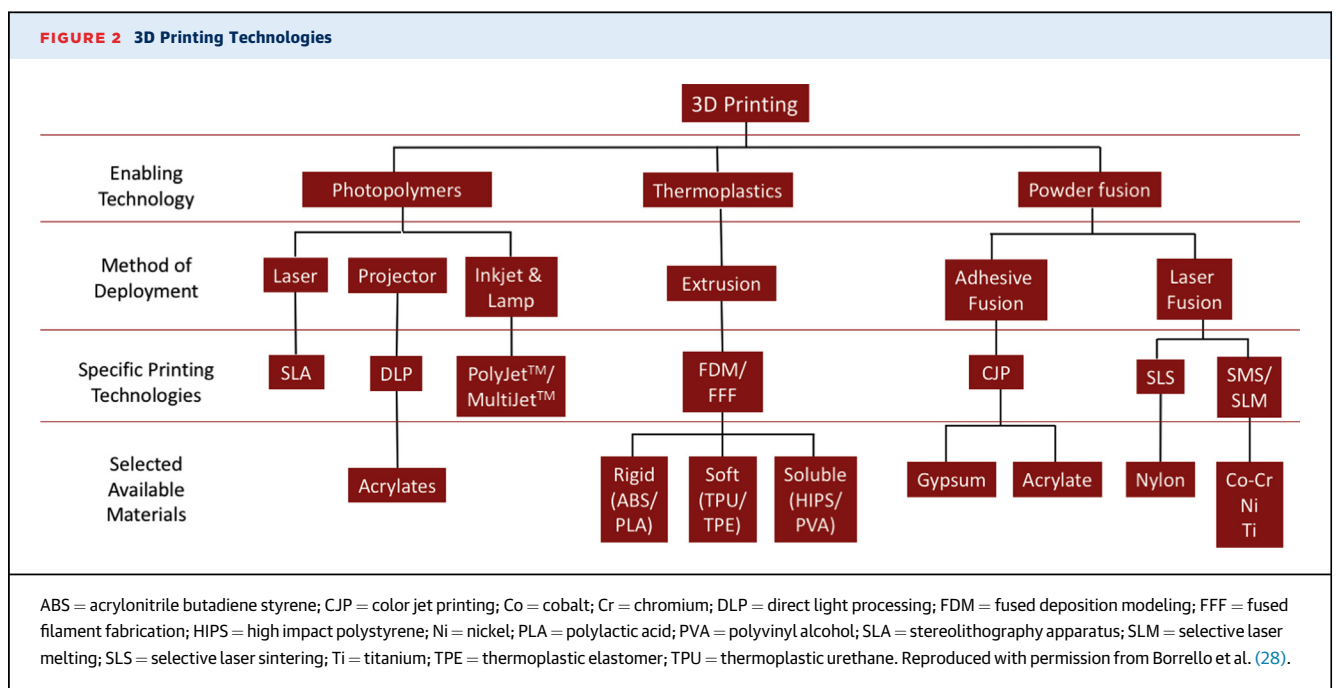 FIGURE 2 3D Printing Technologies
3D Printing
Enabling
Technology
Photopolymers
Thermoplastics
Powder fusion
Method of
Deployment
Laser
Projector
Inkjet &
Lamp
Extrusion
Adhesive
Fusion
Laser
Fusion
Specific Printing
Technologies
SLA
DLP
PolyJet™/
MultiJet™
FDM/
FFF
CJP
SLS
SMS/
SLM
Selected
Available
Materials
Acrylates
Rigid
(ABS/
PLA)
Soft
(TPU/
TPE)
Soluble
(HIPS/
PVA)
Gypsum
Acrylate
Nylon
Co-Cr
Ni
Ti
ABS = acrylonitrile butadiene styrene; CJP = color jet printing; Co = cobalt; Cr = chromium; DLP = direct light processing; FDM = fused deposition modeling; FFF = fused
filament fabrication; HIPS = high impact polystyrene; Ni = nickel; PLA = polylactic acid; PVA = polyvinyl alcohol; SLA = stereolithography apparatus; SLM = selective laser
melting; SLS = selective laser sintering; Ti = titanium; TPE = thermoplastic elastomer; TPU = thermoplastic urethane. Reproduced with permission from Borrello et al. (28).